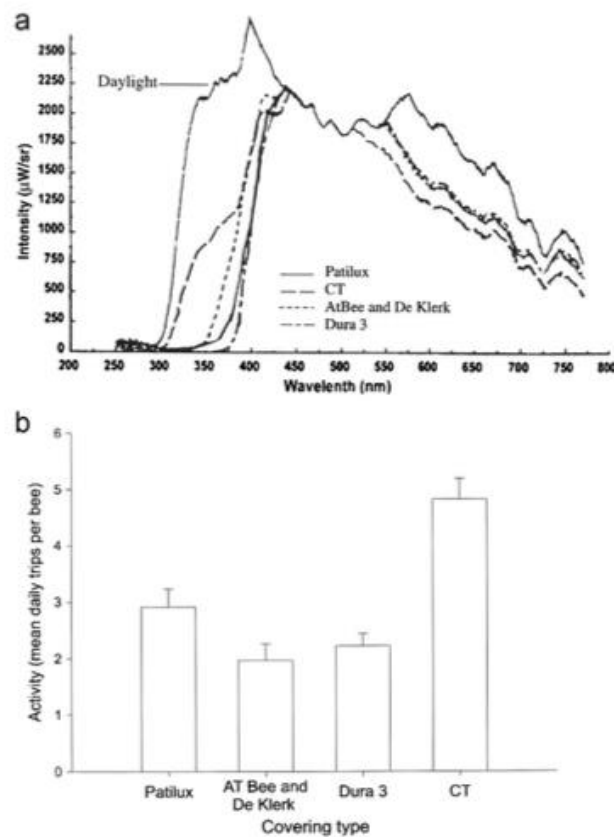 a
2500
2250
Daylight
2000
1750
1500
1250
1000
750
500
250
0
Intensity (µW/sr)
Patilux
CT
AtBee and De Klerk
Dura 3
200 250 300 350 400 450 500 550 600 650 700 750 800
Wavelenth (nm)
b
6
5
4
3
2
1
0
Activity (mean daily trips per bee)
Patilux AT Bee and Dura 3 CT
De Klerk
Covering type